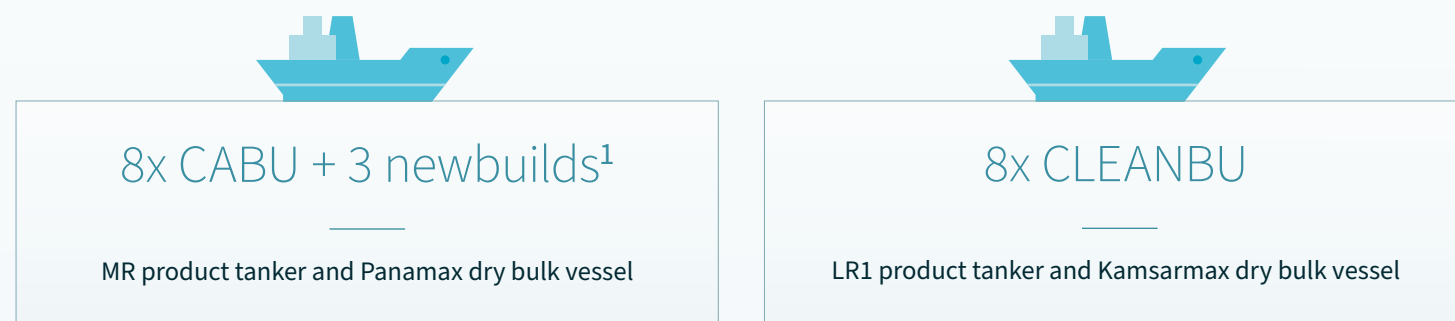 8x CABU + 3 newbuilds¹
MR product tanker and Panamax dry bulk vessel
8x CLEANBU
LR1 product tanker and Kamsarmax dry bulk vessel